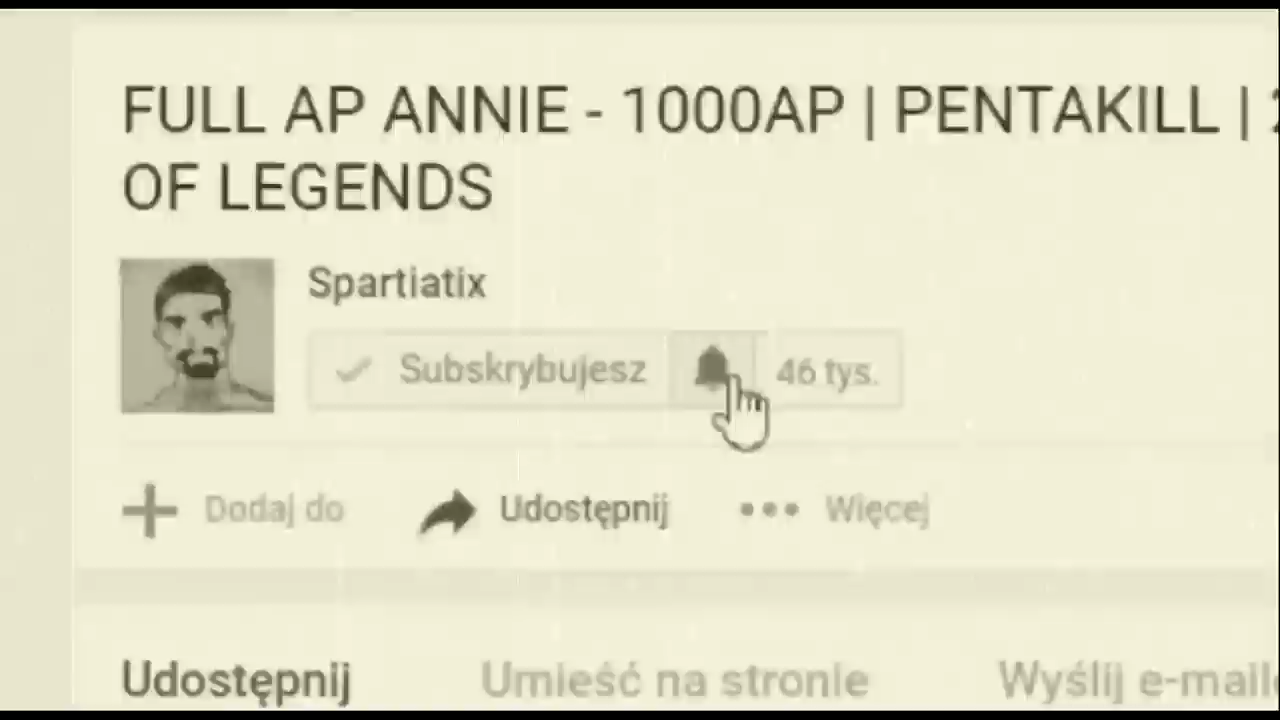 FULL AP ANNIE - 1000AP | PENTAKILL |
OF LEGENDS
Spartiatix
Subskrybujesz 46 tys.
Dodaj do Udostępnij Więcej
Udostępnij Umieść na stronie Wyślij